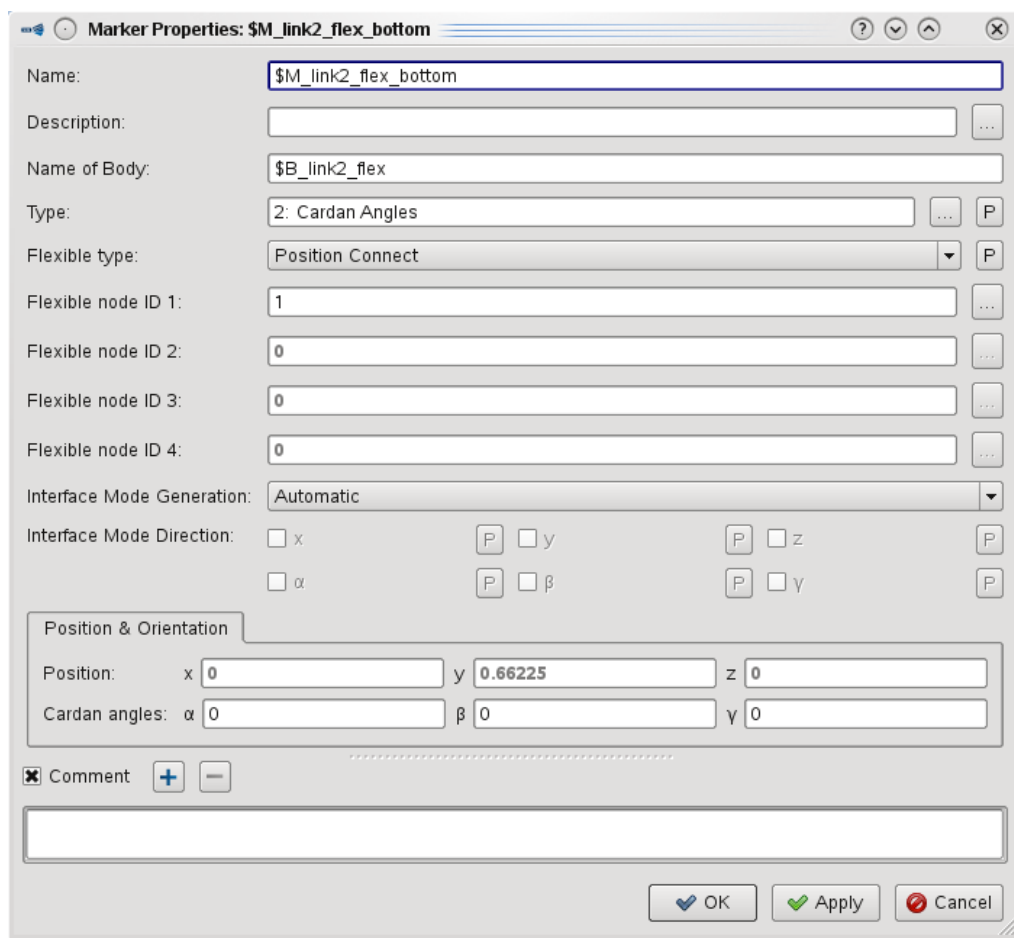 Marker Properties: $M_link2_flex_bottom
Name: $M_link2_flex_bottom
Description: ...
Name of Body: $B_link2_flex
Type: 2: Cardan Angles ... P
Flexible type: Position Connect P
Flexible node ID 1: 1 ...
Flexible node ID 2: 0 ...
Flexible node ID 3: 0 ...
Flexible node ID 4: 0 ...
Interface Mode Generation: Automatic
Interface Mode Direction: x P y P z P
α P β P γ P
Position & Orientation
Position: x 0 y 0.66225 z 0
Cardan angles: α 0 β 0 γ 0
Comment + −
OK Apply Cancel